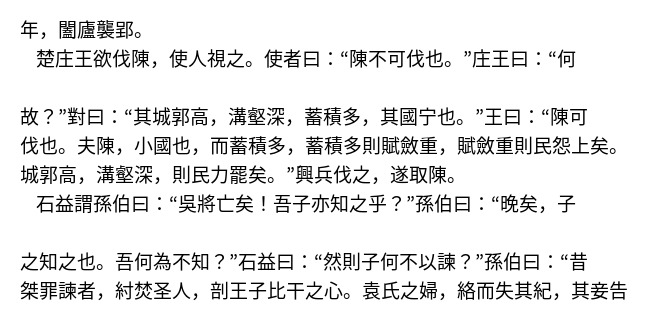 年，闔廬襲郢。
楚庄王欲伐陳，使人視之。使者曰：“陳不可伐也。”庄王曰：“何
故？”對曰：“其城郭高，溝壑深，蓄積多，其國宁也。”王曰：“陳可
伐也。夫陳，小國也，而蓄積多，蓄積多則賦斂重，賦斂重則民怨上矣。
城郭高，溝壑深，則民力罷矣。”興兵伐之，遂取陳。
石益謂孫伯曰：“吳將亡矣！吾子亦知之乎？”孫伯曰：“晚矣，子
之知之也。吾何為不知？”石益曰：“然則子何不以諫？”孫伯曰：“昔
桀罪諫者，紂焚圣人，剖王子比干之心。袁氏之婦，絡而失其紀，其妾告